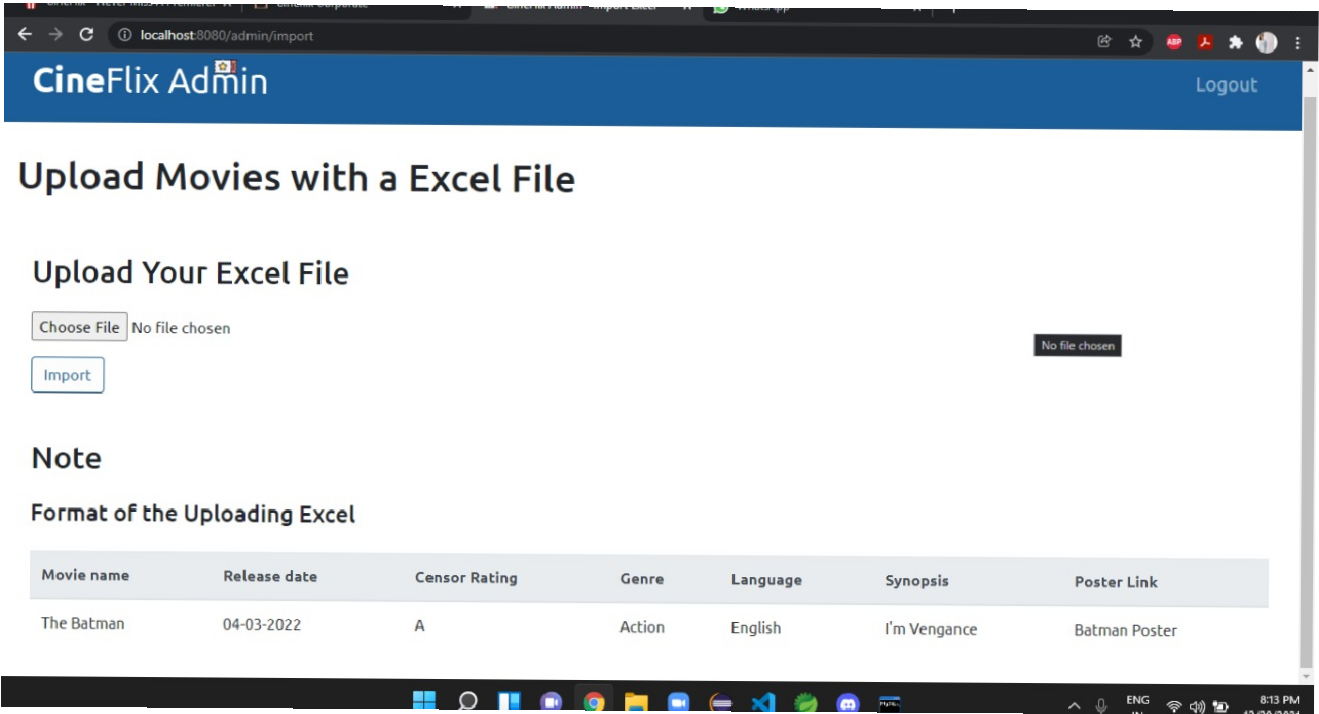 localhost:8080/admin/import
ABP
CineFlix Admin
Logout
Upload Movies with a Excel File
Upload Your Excel File
Choose File No file chosen
No file chosen
Import
Note
Format of the Uploading Excel
Movie name Release date Censor Rating Genre Language Synopsis Poster Link
The Batman 04-03-2022 A Action English I'm Vengance Batman Poster
ENG
8:13 PM